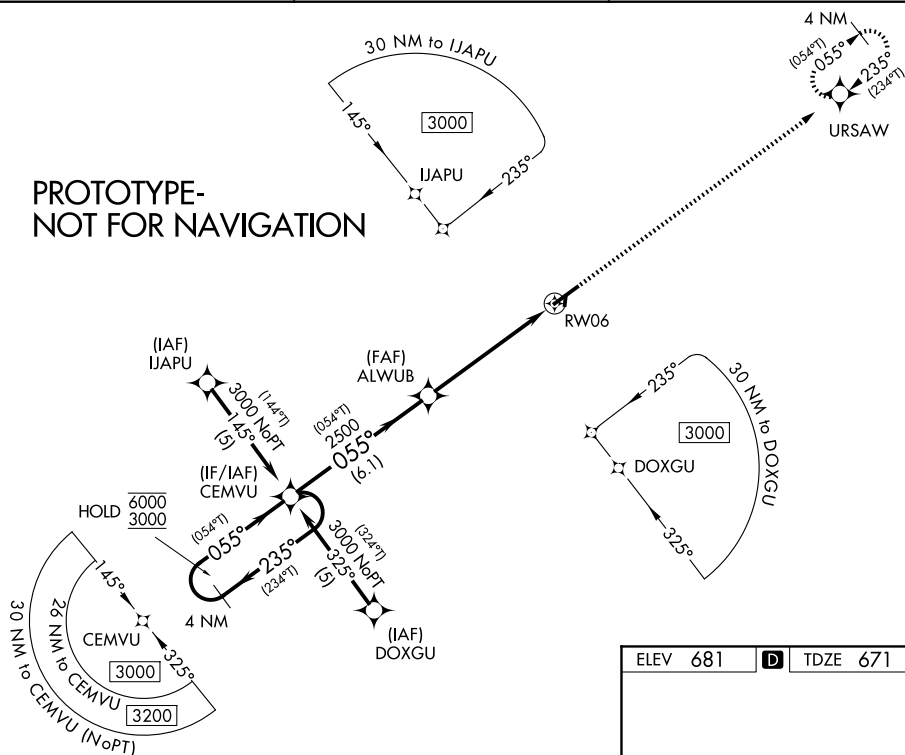 4 NM
(054°T)
055°
235°
(234°T)
URSAW
30 NM to IJAPU
145°
3000
235°
IJAPU
PROTOTYPE-
NOT FOR NAVIGATION
RW06
(IAF)
IJAPU
(144°T)
3000 NoPT
145°
(5)
(FAF)
ALWUB
(054°T)
2500
055°
(6.1)
(IF/IAF)
CEMVU
HOLD 6000
3000
(054°T)
055°
235°
(234°T)
4 NM
(324°T)
3000 NoPT
325°
(5)
(IAF)
DOXGU
235°
30 NM to DOXGU
3000
DOXGU
325°
145°
CEMVU
325°
3000
26 NM to CEMVU
3200
30 NM to CEMVU (NoPT)
ELEV 681 D TDZE 671